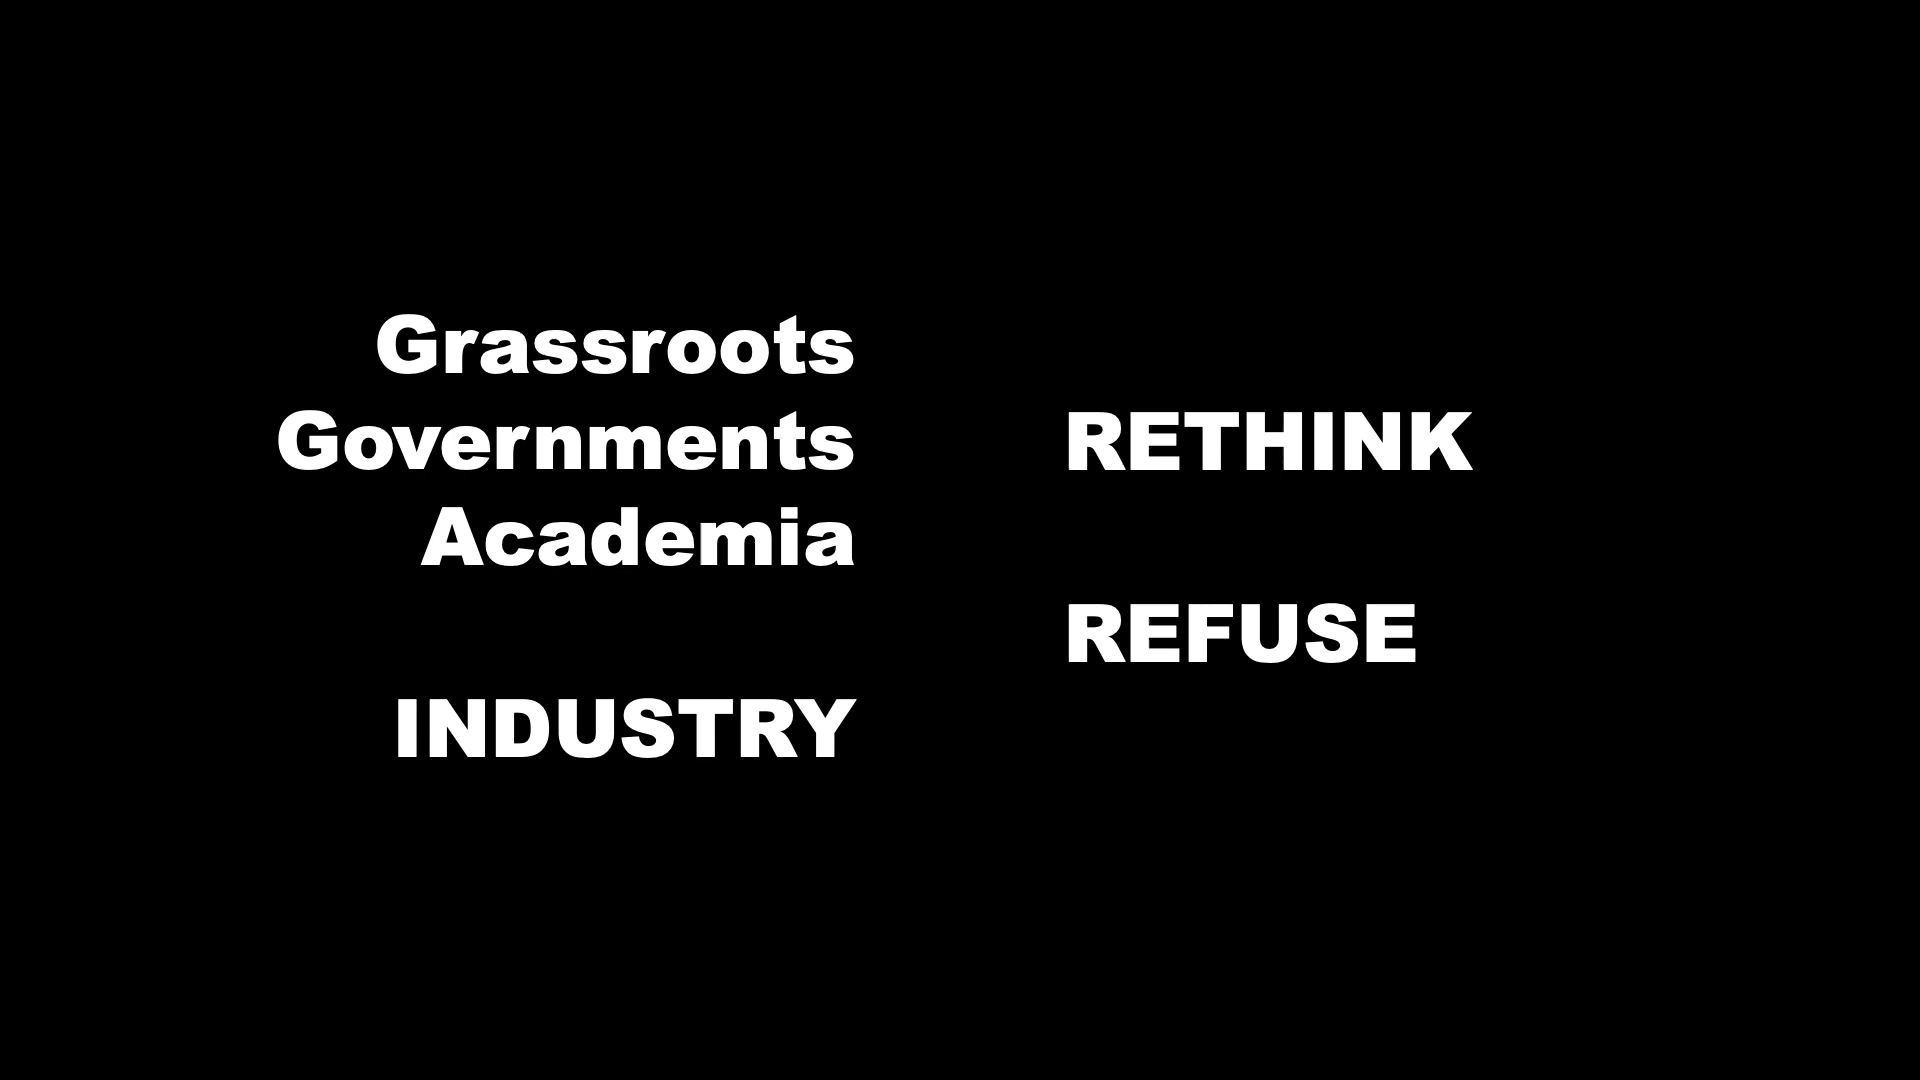 Grassroots
Governments
Academia
INDUSTRY
RETHINK
REFUSE